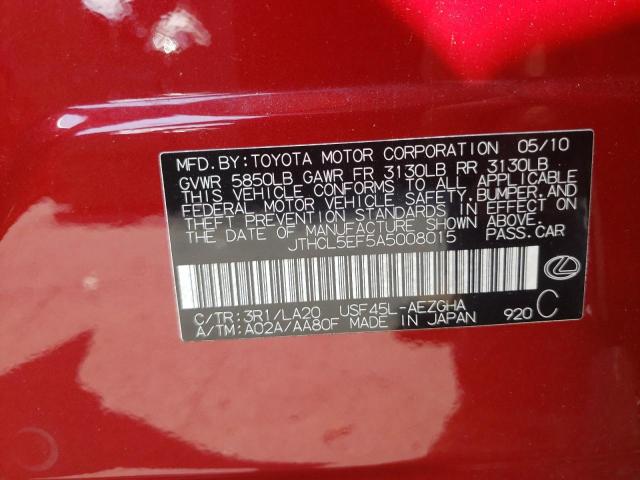 MFD. BY: TOYOTA MOTOR CORPORATION 05/10
GVWR 5850LB GAWR FR 3130LB RR 3130LB
THIS VEHICLE CONFORMS TO ALL APPLICABLE
FEDERAL MOTOR VEHICLE SAFETY, BUMPER, AND
THEFT PREVENTION STANDARDS IN EFFECT ON
THE DATE OF MANUFACTURE SHOWN ABOVE.
JTHCL5EF5A5008015 PASS.CAR
C/TR: 3R1/LA20 USF45L-AEZGHA
A/TM: A02A/AA80F MADE IN JAPAN 920 C